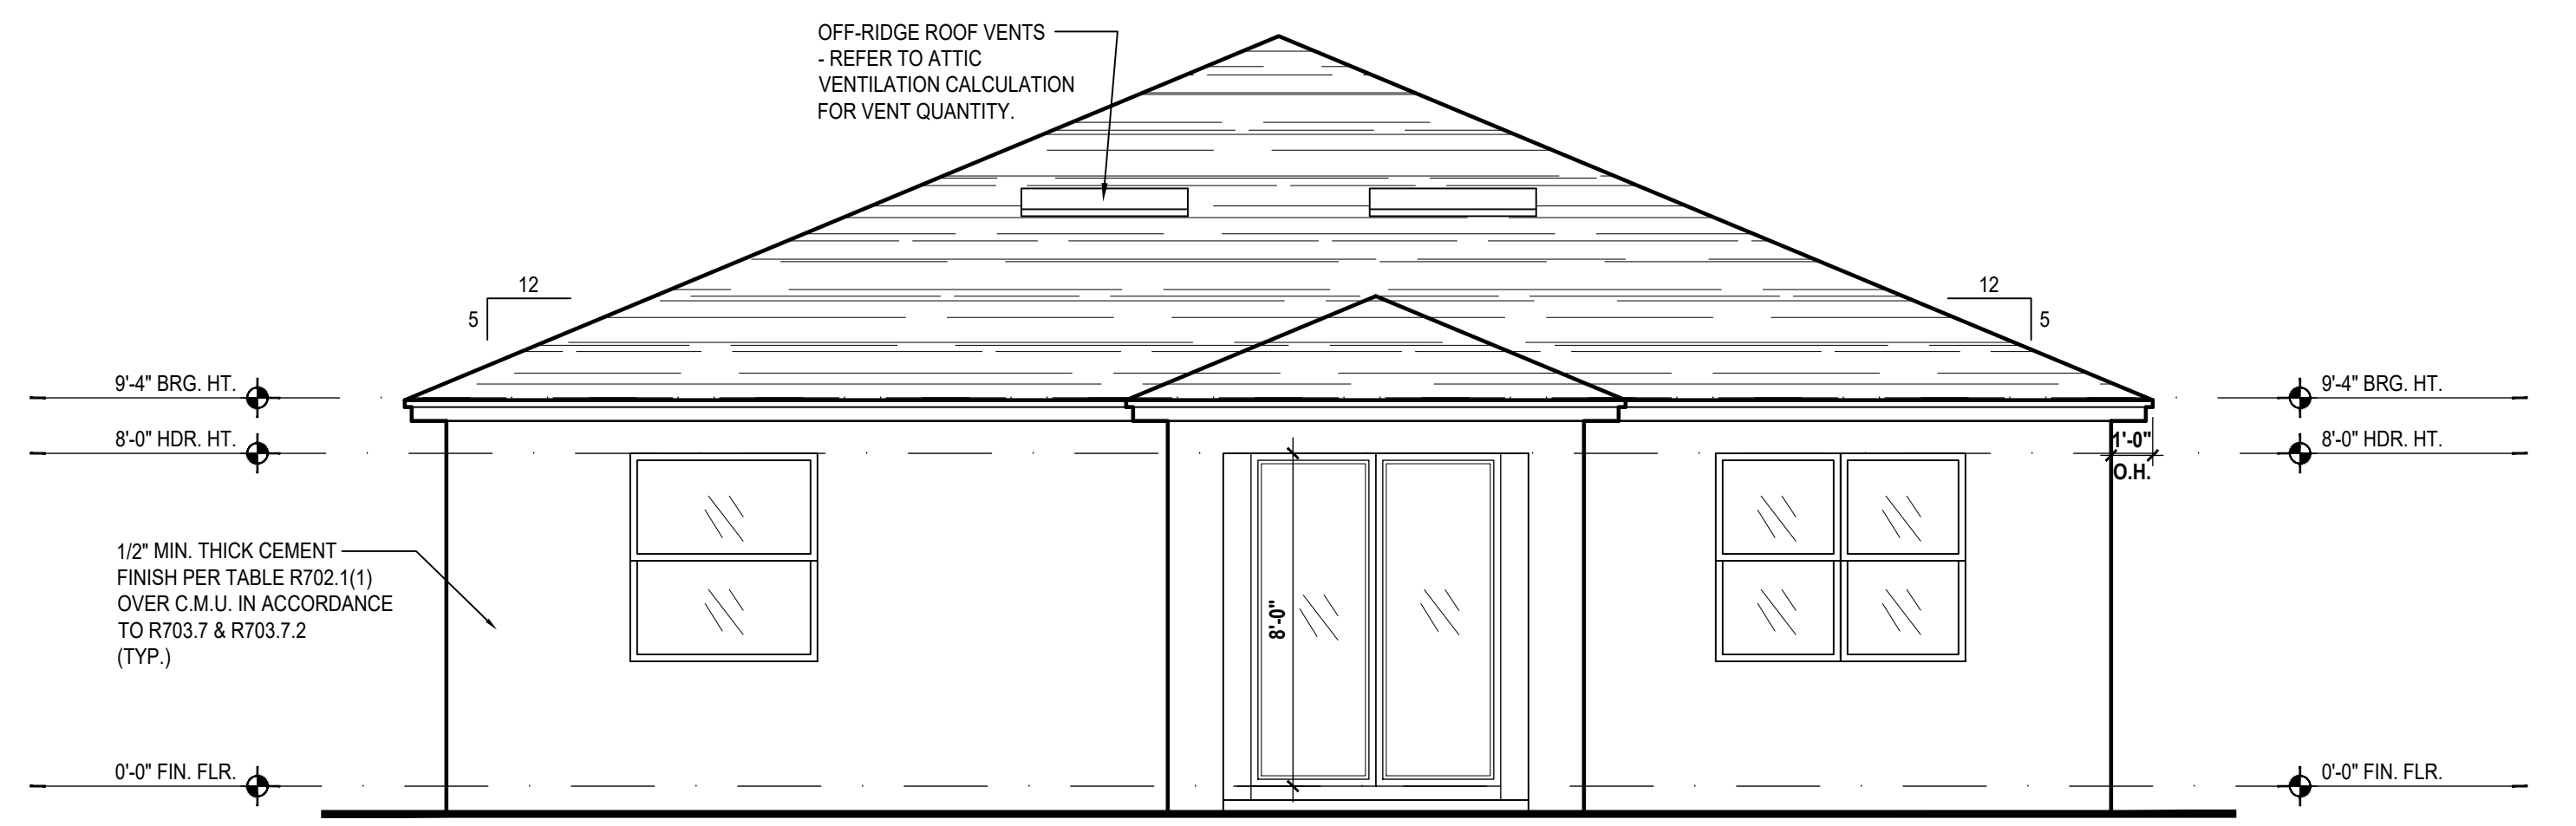 OFF-RIDGE ROOF VENTS
- REFER TO ATTIC
VENTILATION CALCULATION
FOR VENT QUANTITY.
12
5
12
5
9'-4" BRG. HT.
9'-4" BRG. HT.
8'-0" HDR. HT.
1'-0"
O.H.
8'-0" HDR. HT.
1/2" MIN. THICK CEMENT
FINISH PER TABLE R702.1(1)
OVER C.M.U. IN ACCORDANCE
TO R703.7 & R703.7.2
(TYP.)
8'-0"
0'-0" FIN. FLR.
0'-0" FIN. FLR.